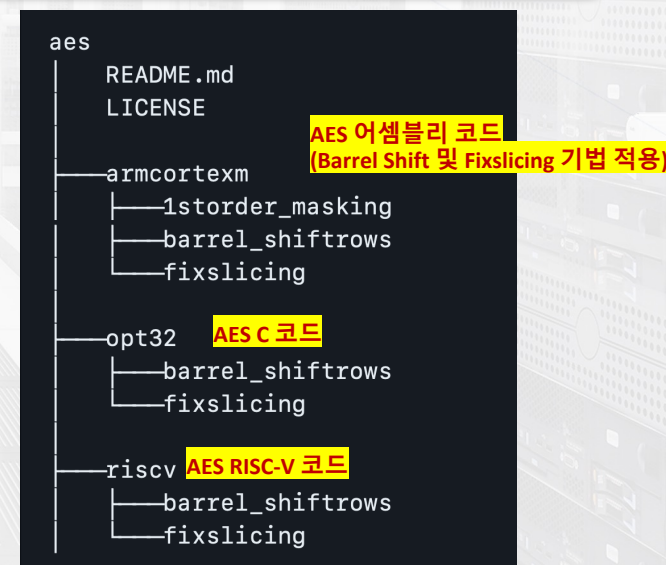 aes
README.md
LICENSE
AES 어셈블리 코드
(Barrel Shift 및 Fixslicing 기법 적용)
armcortexm
1storder_masking
barrel_shiftrows
fixslicing
opt32 AES C 코드
barrel_shiftrows
fixslicing
riscv AES RISC-V 코드
barrel_shiftrows
fixslicing